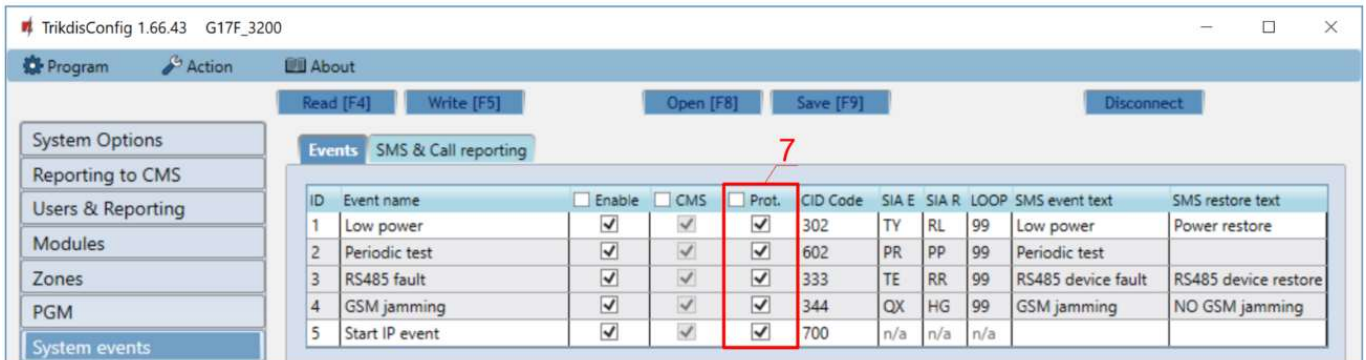 TrikdisConfig 1.66.43 G17F_3200
Program Action About
Read [F4] Write [F5] Open [F8] Save [F9] Disconnect
System Options
Reporting to CMS
Users & Reporting
Modules
Zones
PGM
System events
Events SMS & Call reporting
7
ID Event name Enable CMS Prot. CID Code SIA E SIA R LOOP SMS event text SMS restore text
1 Low power 302 TY RL 99 Low power Power restore
2 Periodic test 602 PR PP 99 Periodic test
3 RS485 fault 333 TE RR 99 RS485 device fault RS485 device restore
4 GSM jamming 344 QX HG 99 GSM jamming NO GSM jamming
5 Start IP event 700 n/a n/a n/a